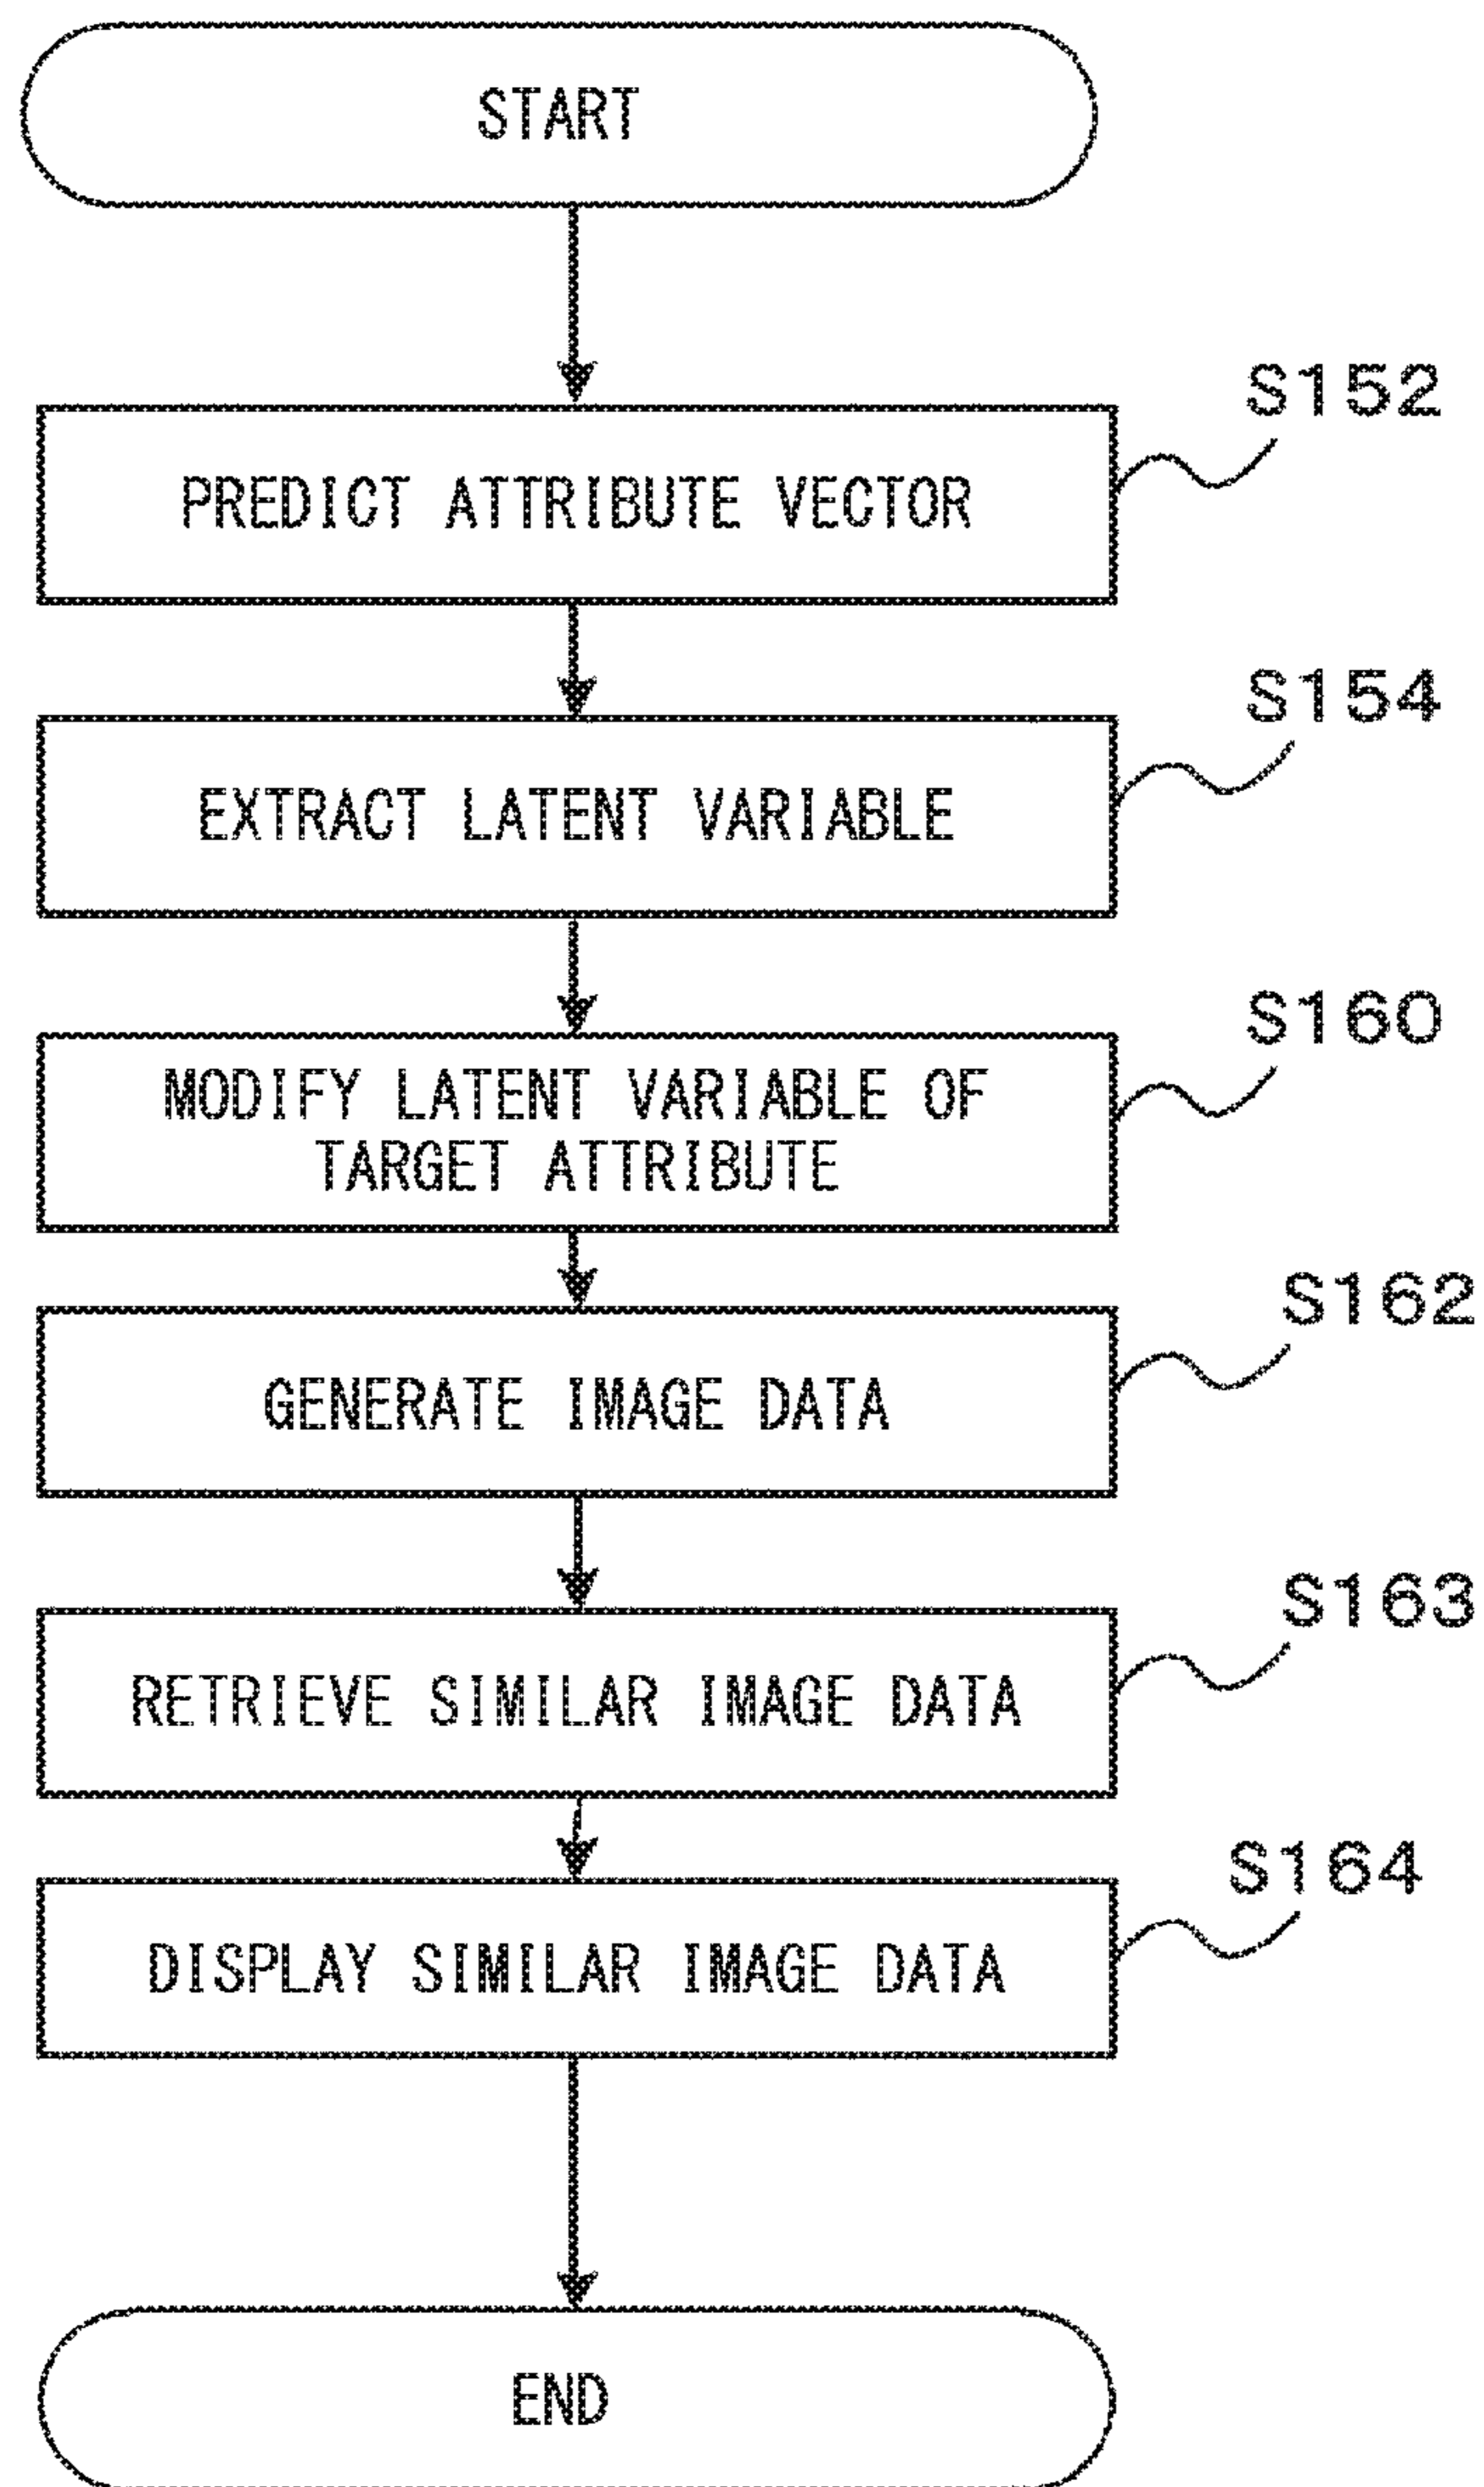 START
S152
PREDICT ATTRIBUTE VECTOR
S154
EXTRACT LATENT VARIABLE
S160
MODIFY LATENT VARIABLE OF
TARGET ATTRIBUTE
S162
GENERATE IMAGE DATA
S163
RETRIEVE SIMILAR IMAGE DATA
S164
DISPLAY SIMILAR IMAGE DATA
END